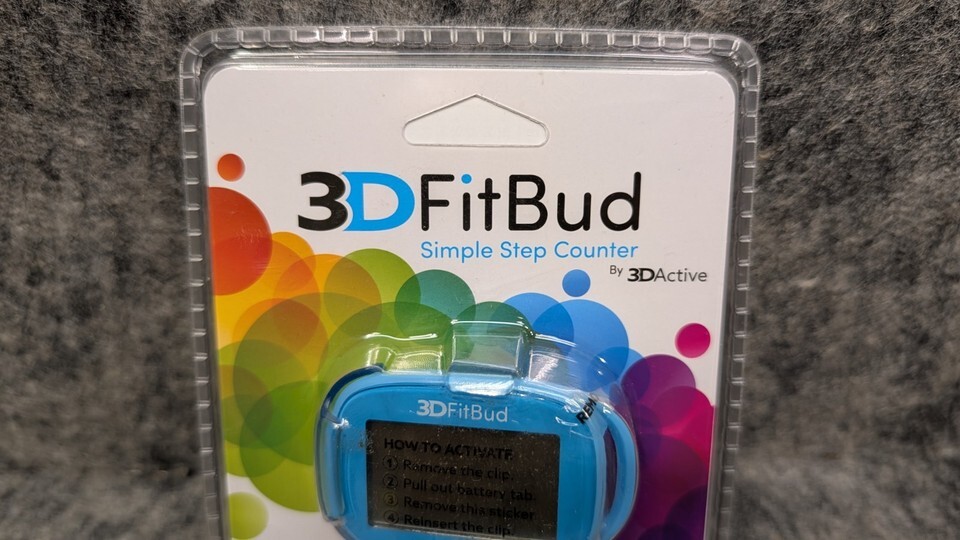 3DFitBud
Simple Step Counter
By 3DActive
3DFitBud
HOW TO ACTIVATE
1 Remove the clip.
2 Pull out battery tab.
3 Remove this sticker
4 Reinsert the clip.